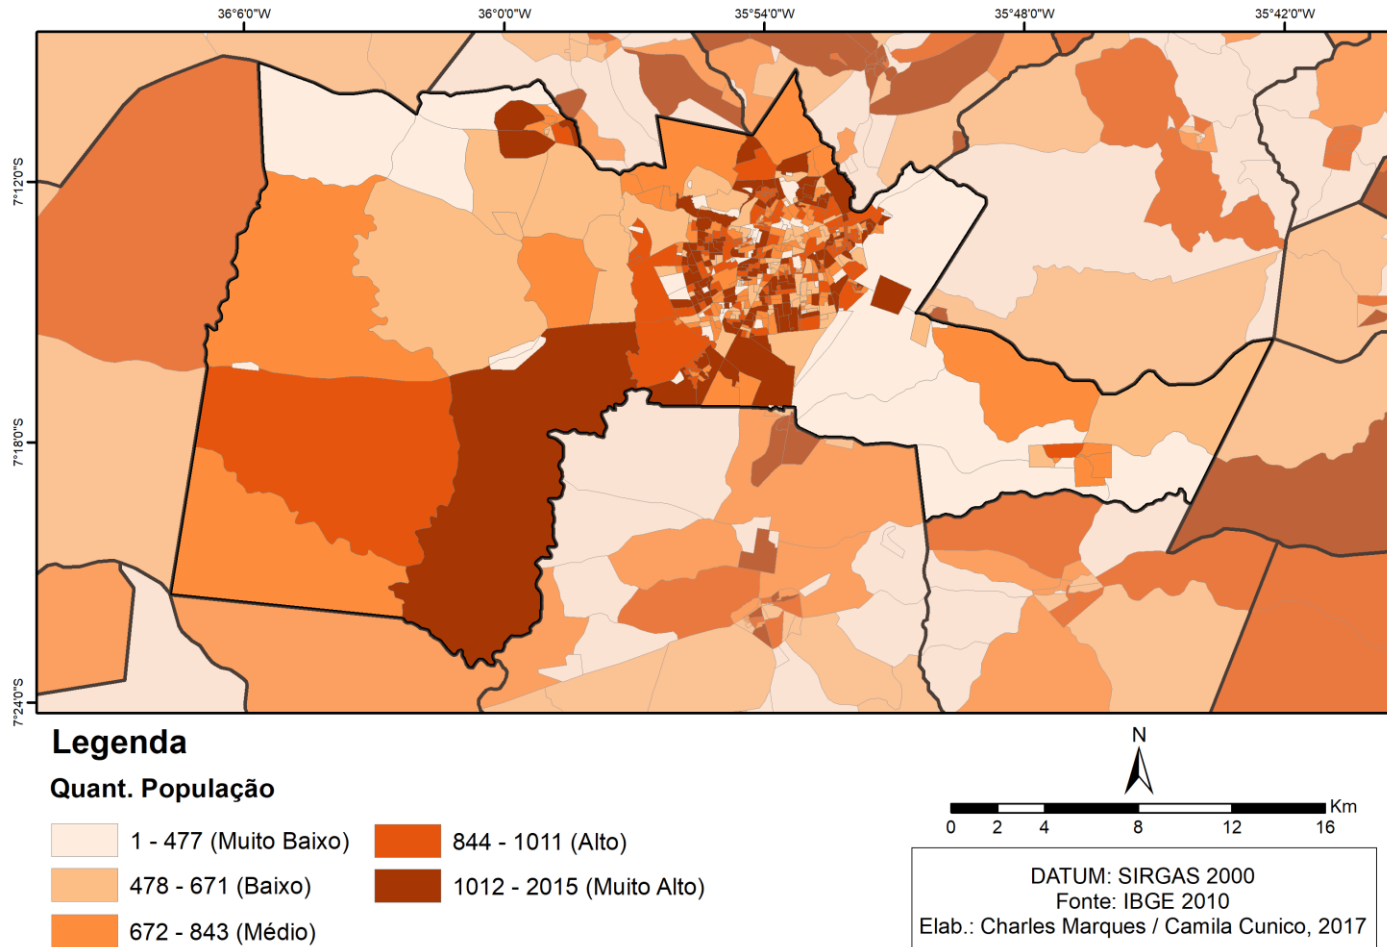 36°6'0"W 36°0'0"W 35°54'0"W 35°48'0"W 35°42'0"W
7°12'0"S
7°18'0"S
7°24'0"S
Legenda
Quant. População
1 - 477 (Muito Baixo)
478 - 671 (Baixo)
672 - 843 (Médio)
844 - 1011 (Alto)
1012 - 2015 (Muito Alto)
N
Km
0 2 4 8 12 16
DATUM: SIRGAS 2000
Fonte: IBGE 2010
Elab.: Charles Marques / Camila Cunico, 2017